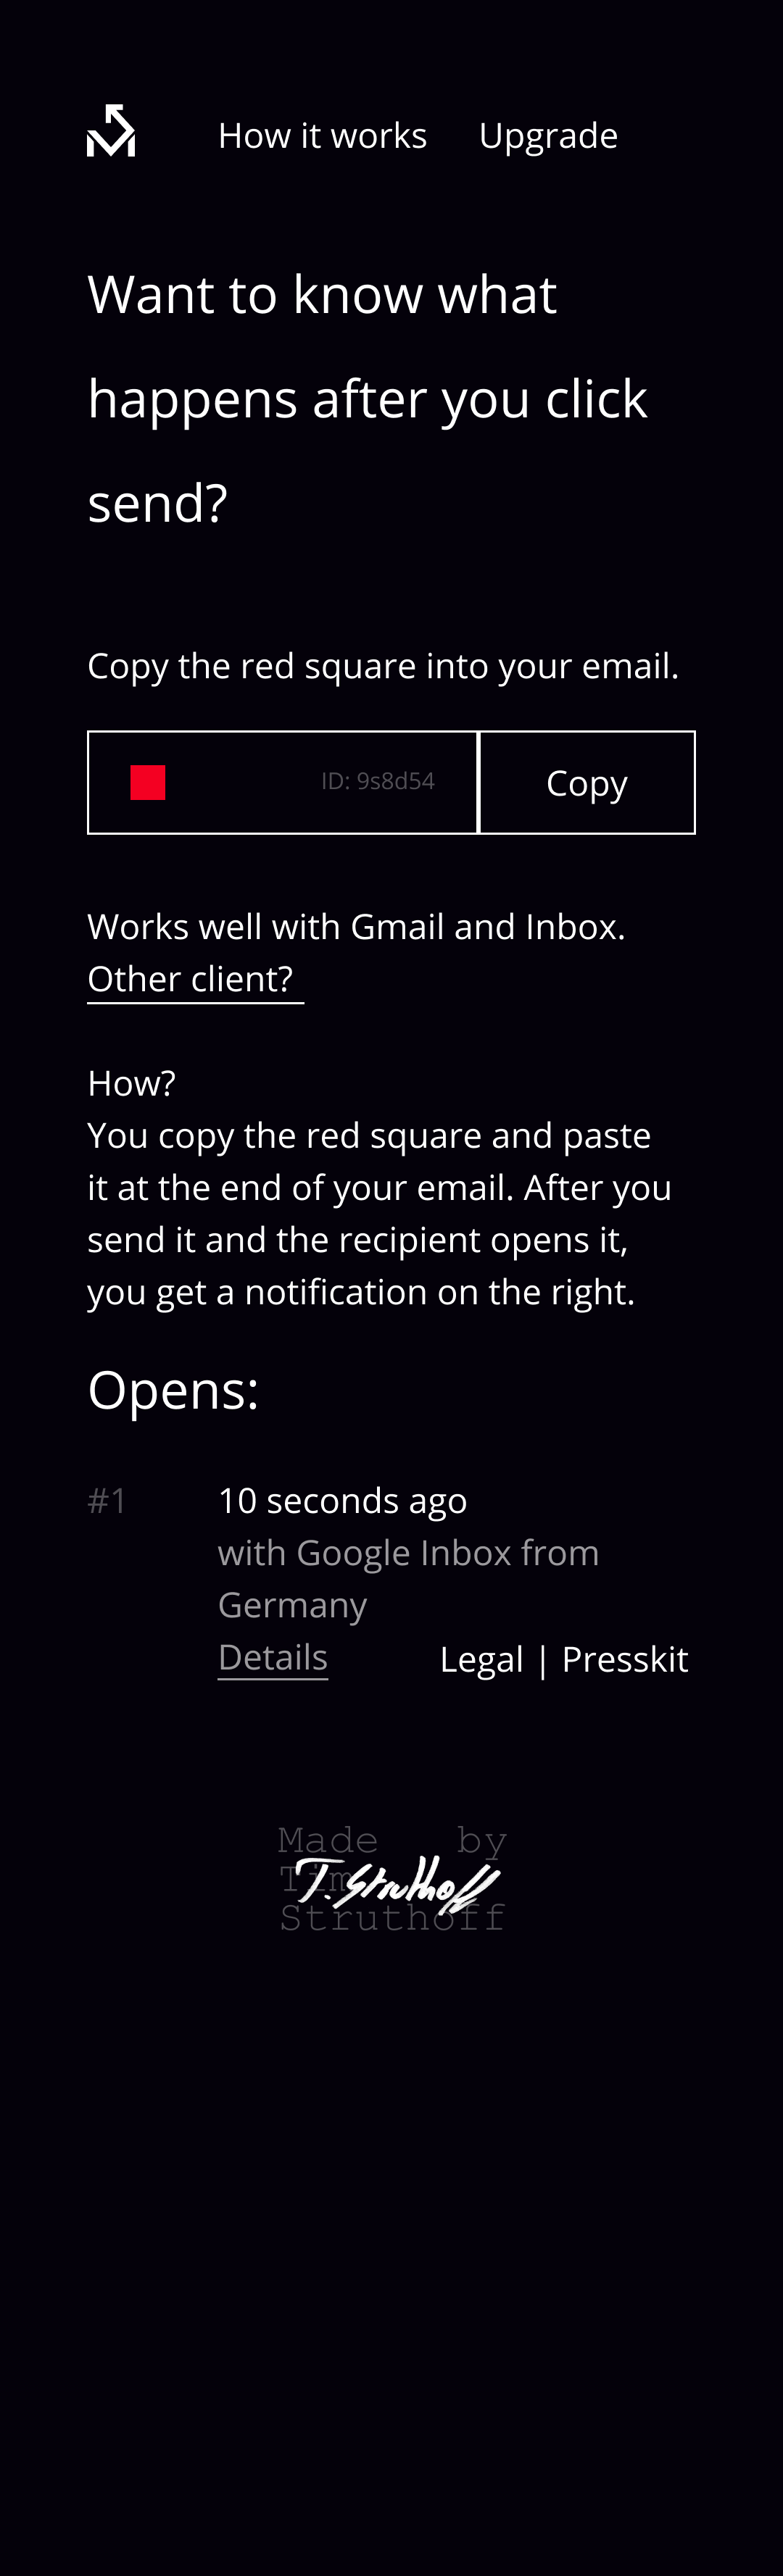 How it works Upgrade
Want to know what
happens after you click
send?
Copy the red square into your email.
ID: 9s8d54 Copy
Works well with Gmail and Inbox.
Other client?
How?
You copy the red square and paste
it at the end of your email. After you
send it and the recipient opens it,
you get a notification on the right.
Opens:
#1 10 seconds ago
with Google Inbox from
Germany
Details
Legal | Presskit
Made by
Tim
Struthoff
T. Struthoff